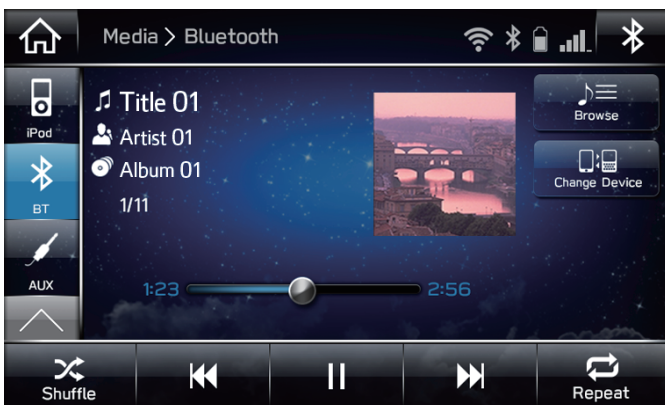 Media > Bluetooth
iPod
BT
AUX
Title 01
Artist 01
Album 01
1/11
1:23
2:56
Browse
Change Device
Shuffle
Repeat